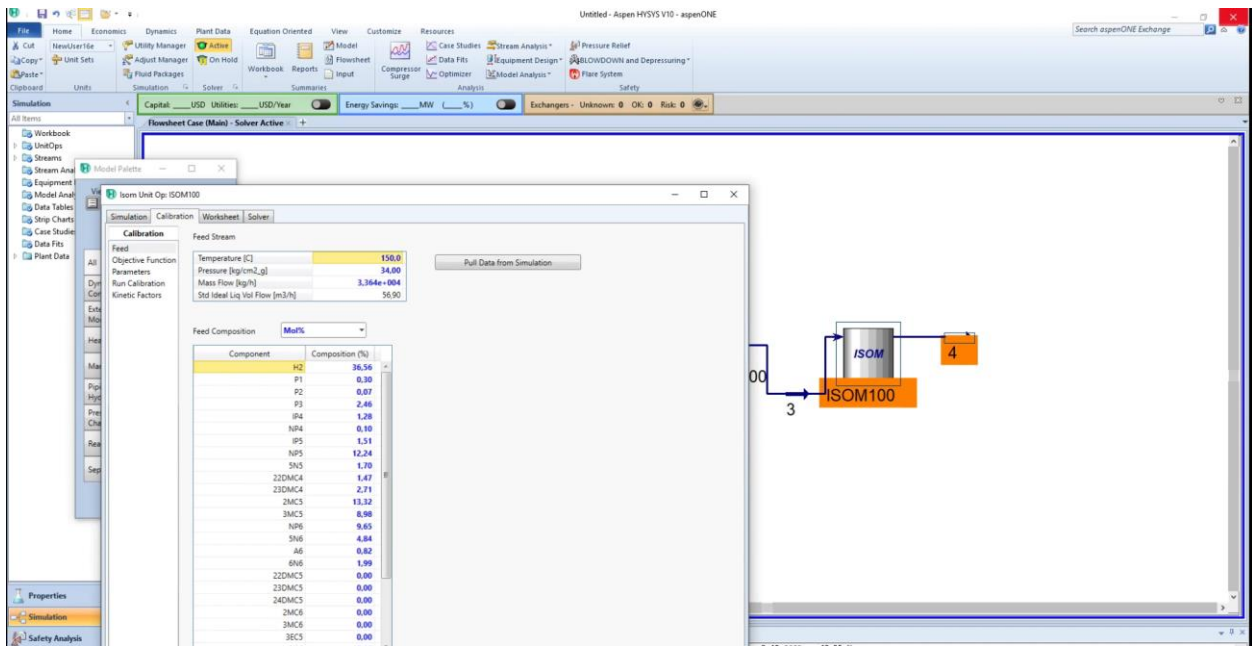 Untitled - Aspen HYSYS V10 - aspenONE
File Home Economics Dynamics Plant Data Equation Oriented View Customize Resources Search aspenONE Exchange
Cut NewUser16e Utility Manager Active Model Case Studies Stream Analysis Pressure Relief
Copy Unit Sets Adjust Manager On Hold Workbook Reports Flowsheet Compressor Surge Data Fits Equipment Design BLOWDOWN and Depressuring
Paste Fluid Packages Input Optimizer Model Analysis Flare System
Clipboard Units Simulation Solver Summaries Analysis Safety
Simulation Capital: ____USD Utilities: ____USD/Year Energy Savings: ____MW (____%) Exchangers - Unknown: 0 OK: 0 Risk: 0
All Items Flowsheet Case (Main) - Solver Active +
Workbook
UnitOps
Streams
Stream Ana
Equipment
Model Anal
Data Tables
Strip Charts
Case Studie
Data Fits
Plant Data
Model Palette
All
Isom Unit Op: ISOM100
Simulation Calibration Worksheet Solver
Calibration
Feed
Objective Function
Parameters
Run Calibration
Kinetic Factors
Feed Stream
Temperature [C] 150,0
Pressure [kg/cm2_g] 34,00
Mass Flow [kg/h] 3,364e+004
Std Ideal Liq Vol Flow [m3/h] 56,90
Pull Data from Simulation
Feed Composition Mol%
Component Composition (%)
H2 36,56
P1 0,30
P2 0,07
P3 2,46
IP4 1,28
NP4 0,10
IP5 1,51
NP5 12,24
5N5 1,70
22DMC4 1,47
23DMC4 2,71
2MC5 13,32
3MC5 8,98
NP6 9,65
5N6 4,84
A6 0,82
6N6 1,99
22DMC5 0,00
23DMC5 0,00
24DMC5 0,00
2MC6 0,00
3MC6 0,00
3EC5 0,00
ISOM
4
00
ISOM100
3
Properties
Simulation
Safety Analysis